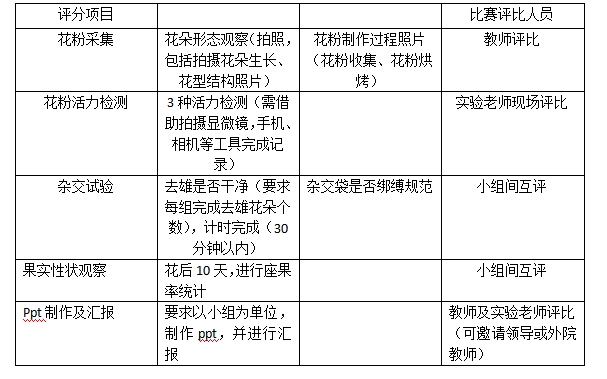 评分项目 比赛评比人员
花粉采集 花朵形态观察（拍照， 花粉制作过程照片 教师评比
包括拍摄花朵生长、 （花粉收集、花粉烘
花型结构照片） 烤）
花粉活力检测 3 种活力检测（需借 实验老师现场评比
助拍摄显微镜，手机、
相机等工具完成记
录）
杂交试验 去雄是否干净（要求 杂交袋是否绑缚规范 小组间互评
每组完成去雄花朵个
数），计时完成（30
分钟以内）
果实性状观察 花后 10 天，进行座果 小组间互评
率统计
Ppt 制作及汇报 要求以小组为单位， 教师及实验老师评比
制作 ppt，并进行汇 （可邀请领导或外院
报 教师）